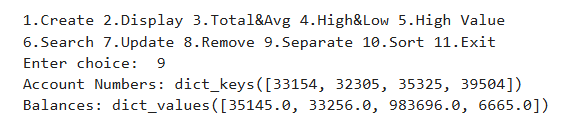 1.Create 2.Display 3.Total&Avg 4.High&Low 5.High Value
6.Search 7.Update 8.Remove 9.Separate 10.Sort 11.Exit
Enter choice:  9
Account Numbers: dict_keys([33154, 32305, 35325, 39504])
Balances: dict_values([35145.0, 33256.0, 983696.0, 6665.0])